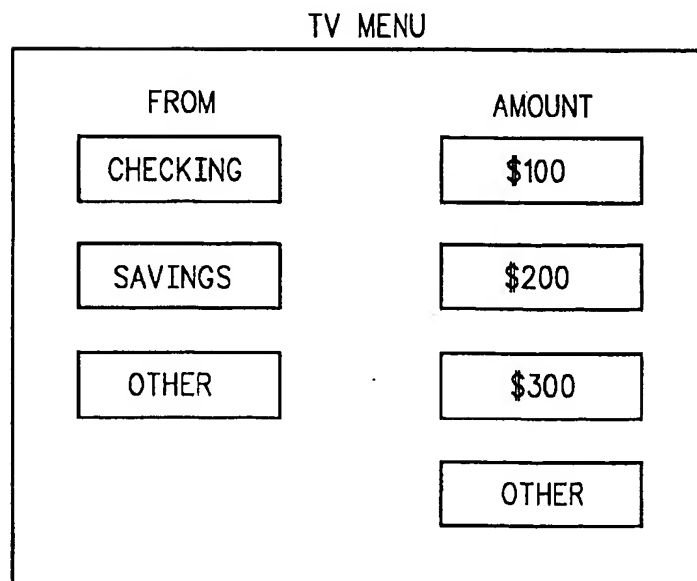 TV MENU
FROM
AMOUNT
CHECKING
$100
SAVINGS
$200
OTHER
$300
OTHER